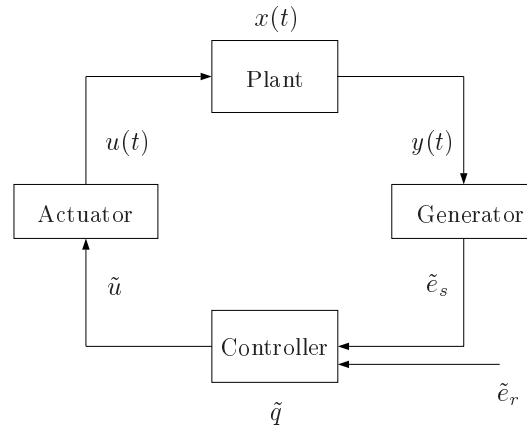 x(t)
Plant
u(t)
y(t)
Actuator
Generator
ũ
ẽ_s
Controller
ẽ_r
q̃